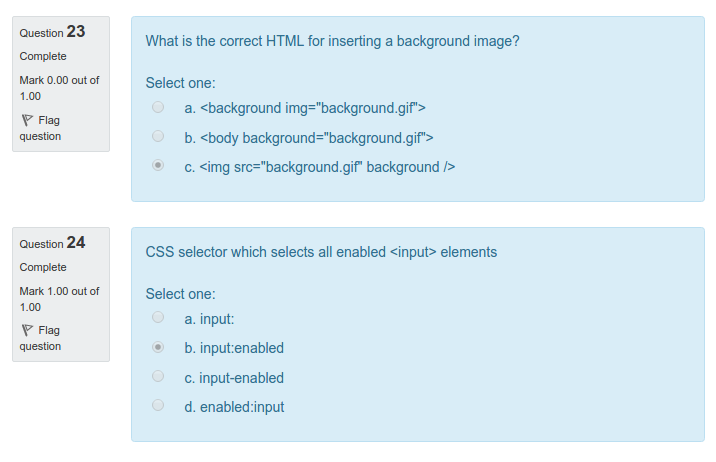 Question 23
Complete
Mark 0.00 out of
1.00
Flag
question
What is the correct HTML for inserting a background image?
Select one:
a. <background img="background.gif">
b. <body background="background.gif">
c. <img src="background.gif" background />
Question 24
Complete
Mark 1.00 out of
1.00
Flag
question
CSS selector which selects all enabled <input> elements
Select one:
a. input:
b. input:enabled
c. input-enabled
d. enabled:input